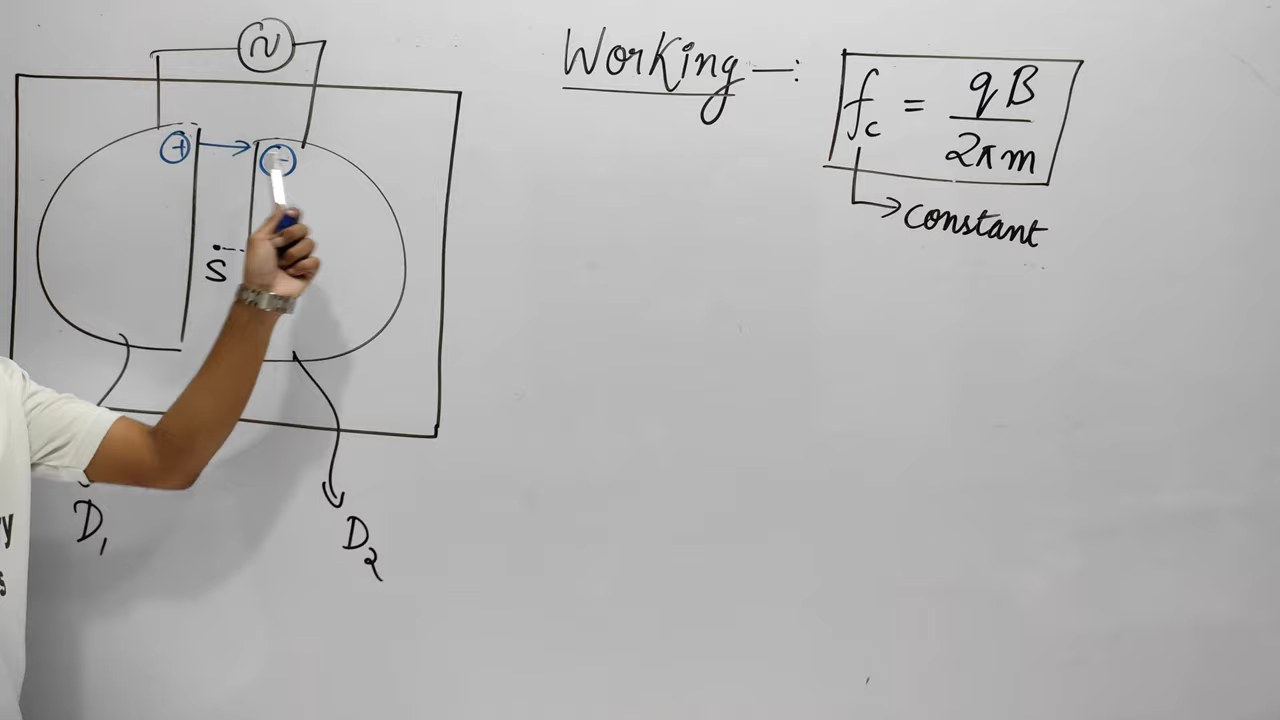 Working —:
f_c = qB / 2πm
constant
+ → −
S
D₁
D₂